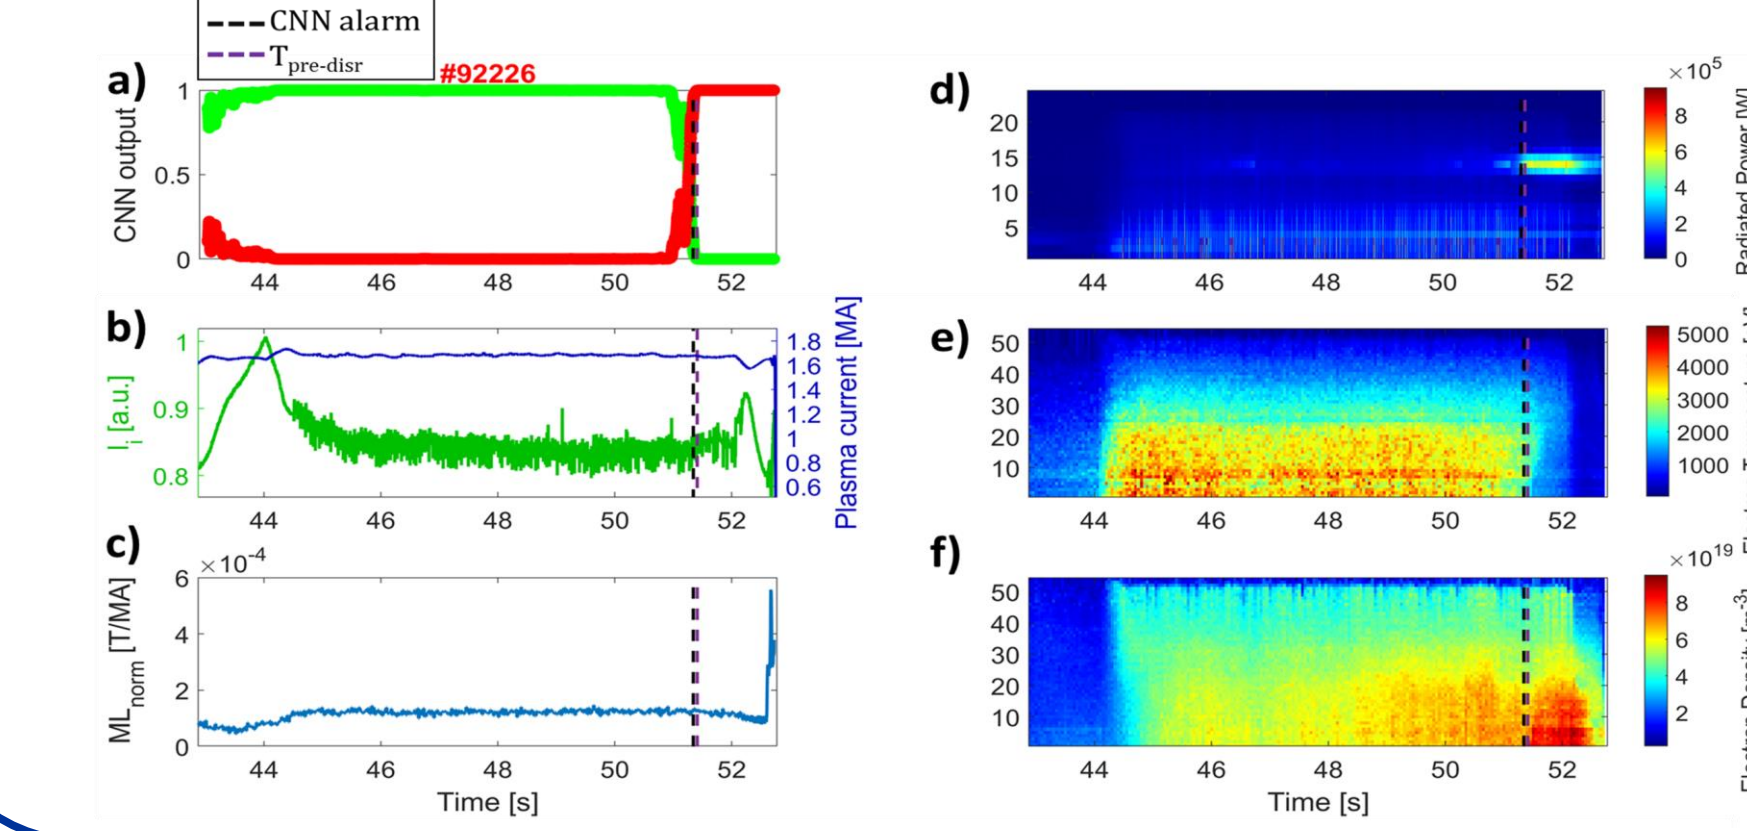 CNN alarm
T_pre-disr
#92226
a)
CNN output
1
0.5
0
44 46 48 50 52
b)
l_i [a.u.]
1
0.9
0.8
Plasma current [MA]
1.8
1.6
1.4
1.2
1
0.8
0.6
44 46 48 50 52
c)
×10^-4
ML_norm [T/MA]
6
4
2
0
44 46 48 50 52
Time [s]
d)
20
15
10
5
44 46 48 50 52
×10^5
8
6
4
2
0
Radiated Power [W]
e)
50
40
30
20
10
44 46 48 50 52
5000
4000
3000
2000
1000
f)
50
40
30
20
10
44 46 48 50 52
Time [s]
×10^19
8
6
4
2